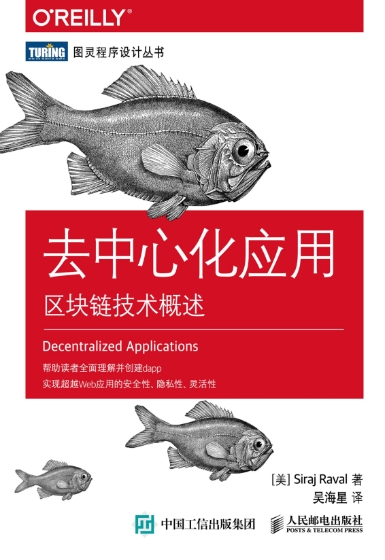 O'REILLY®
TURING 图灵程序设计丛书
去中心化应用
区块链技术概述
Decentralized Applications
帮助读者全面理解并创建dapp
实现超越Web应用的安全性、隐私性、灵活性
[美] Siraj Raval 著
吴海星 译
中国工信出版集团
人民邮电出版社
POSTS & TELECOM PRESS